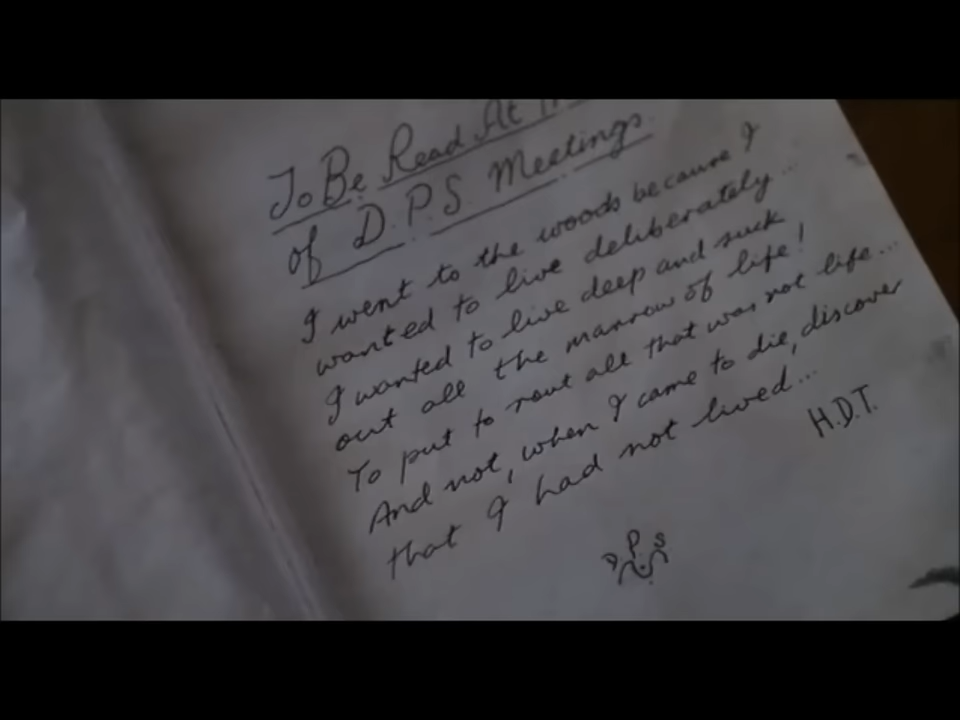 To Be Read At
of D.P.S. Meetings
I went to the woods because I
wanted to live deliberately...
I wanted to live deep and suck
out all the marrow of life!
To put to rout all that was not life...
And not, when I came to die, discover
that I had not lived...
H.D.T.
D P S